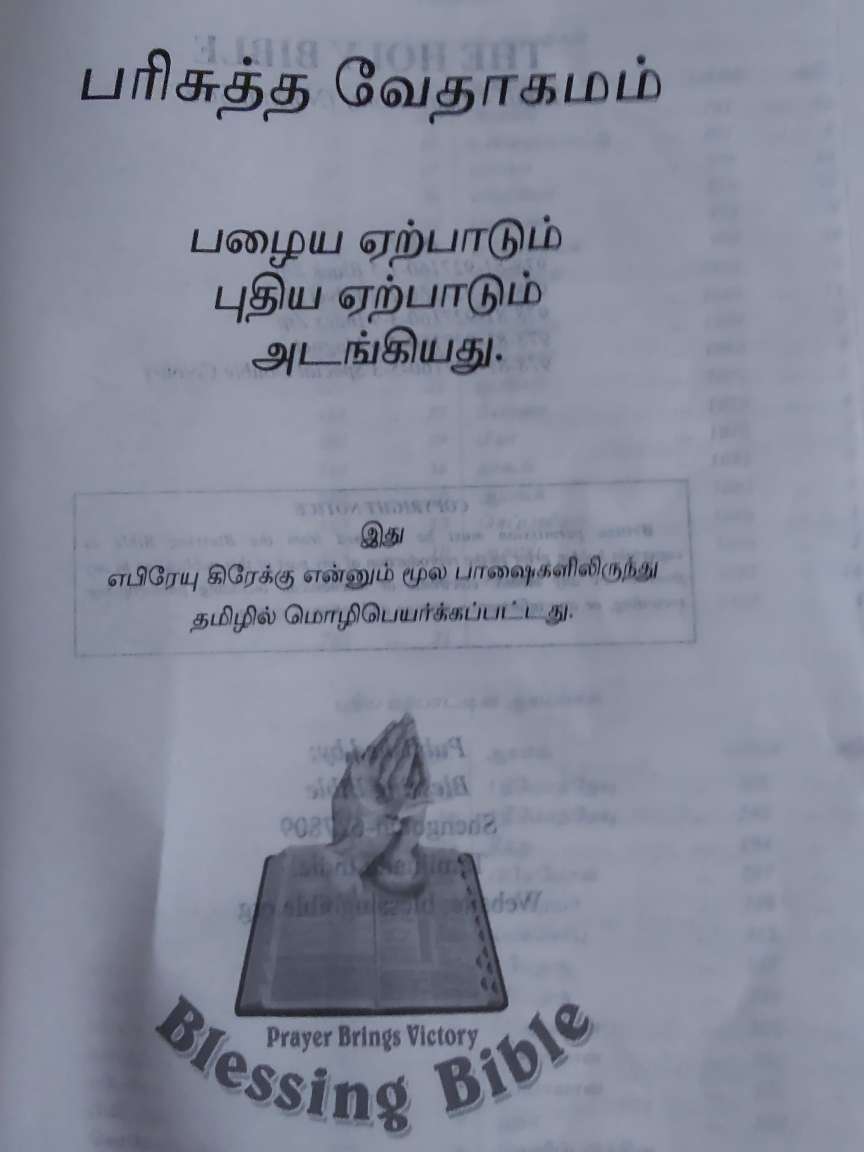 பரிசுத்த வேதாகமம்
பழைய ஏற்பாடும்
புதிய ஏற்பாடும்
அடங்கியது.
இது
எபிரேயு கிரேக்கு என்னும் மூல பாஷைகளிலிருந்து
தமிழில் மொழிபெயர்க்கப்பட்டது.
Prayer Brings Victory
Blessing Bible